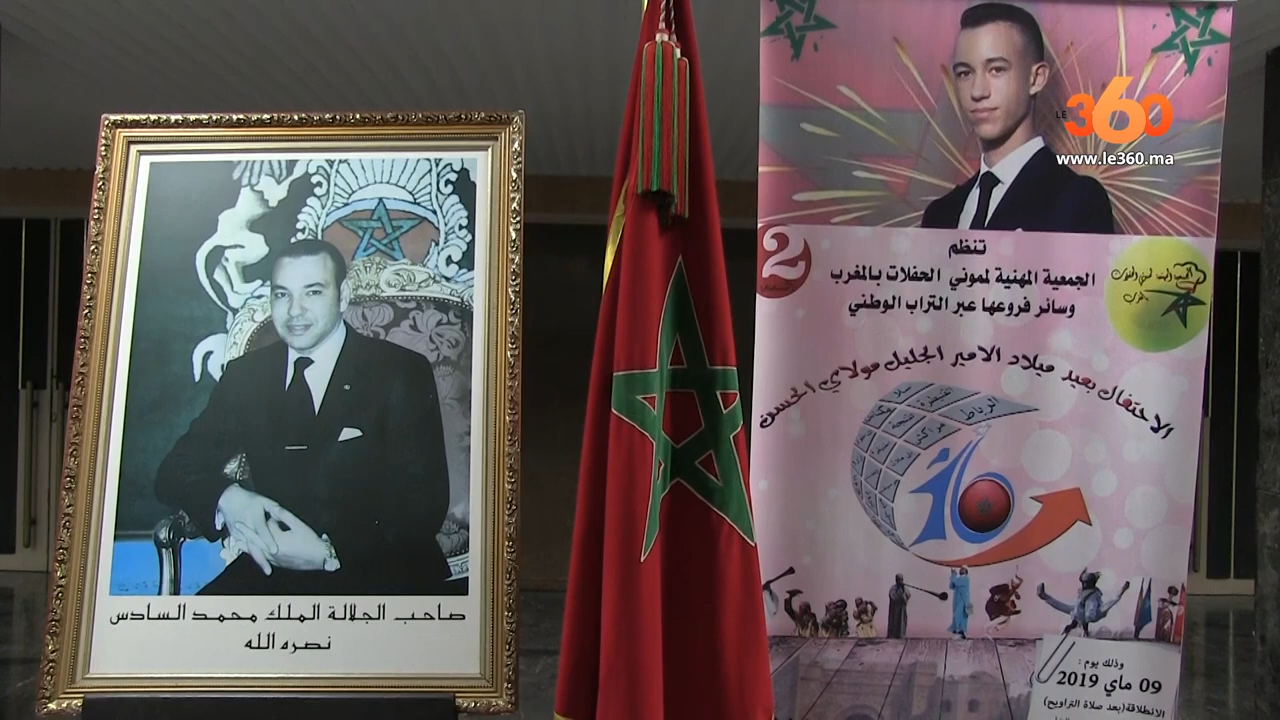 LE 360
www.le360.ma
صاحب الجلالة الملك محمد السادس
نصره الله
2
تنظم
الجمعية المهنية لمموني الحفلات بالمغرب
وسائر فروعها عبر التراب الوطني
الاحتفال بعيد ميلاد الامير الجليل مولاي الحسن
الرباط
مراكش
16
وذلك يوم :
09 ماي 2019
الانطلاقة(بعد صلاة التراويح)